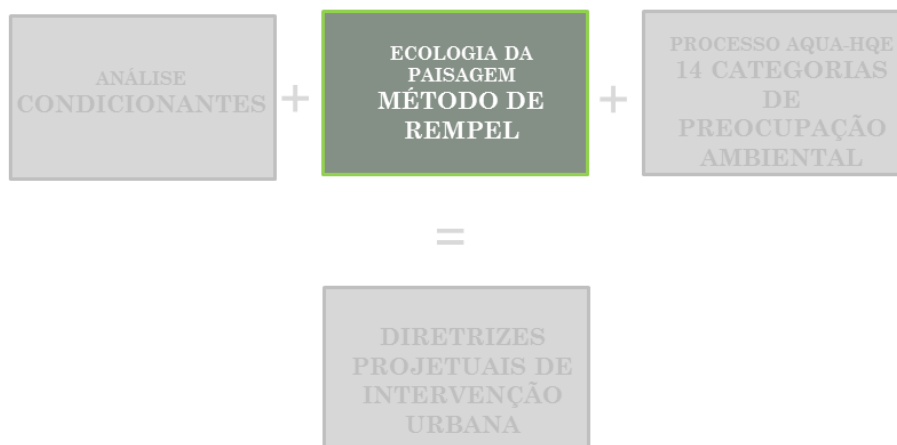 ANÁLISE
CONDICIONANTES
+
ECOLOGIA DA
PAISAGEM
MÉTODO DE
REMPEL
+
PROCESSO AQUA-HQE
14 CATEGORIAS
DE
PREOCUPAÇÃO
AMBIENTAL
=
DIRETRIZES
PROJETUAIS DE
INTERVENÇÃO
URBANA